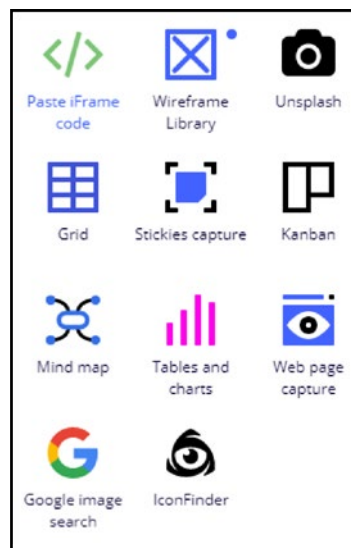 Paste iFrame
code
Wireframe
Library
Unsplash
Grid
Stickies capture
Kanban
Mind map
Tables and
charts
Web page
capture
Google image
search
IconFinder